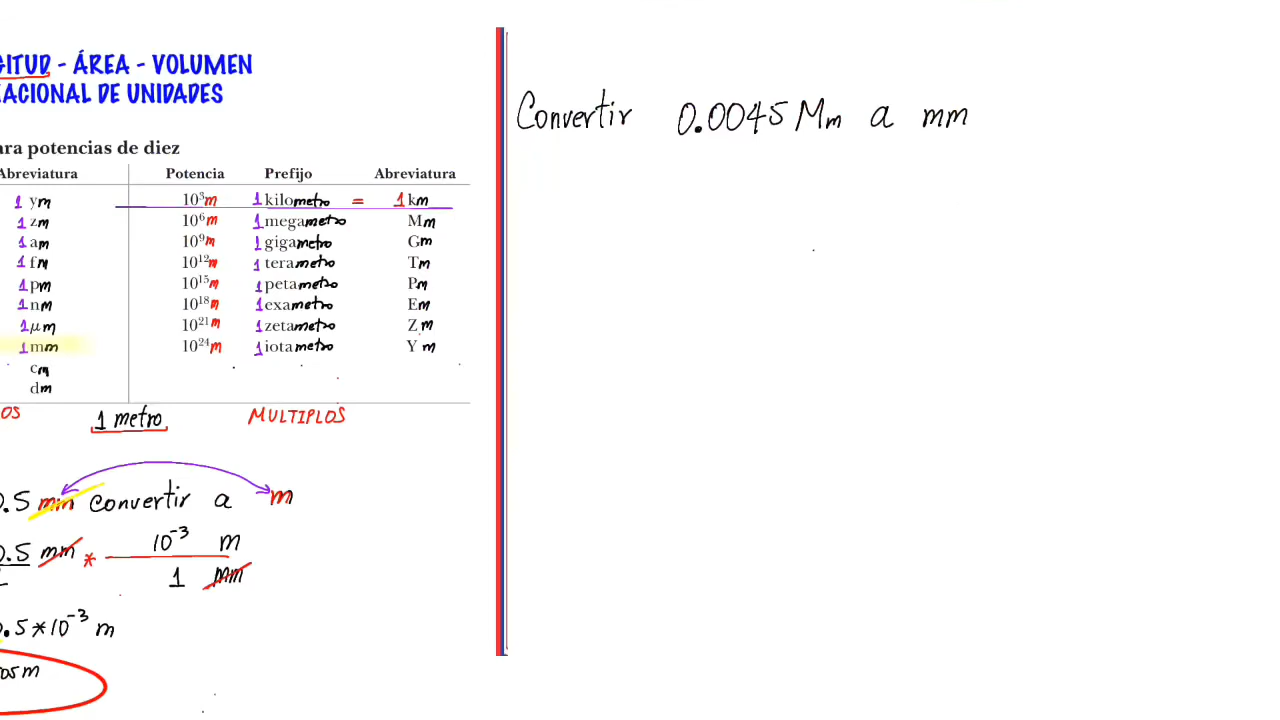 GITUD - ÁREA - VOLUMEN
ACIONAL DE UNIDADES
ara potencias de diez
Abreviatura Potencia Prefijo Abreviatura
1 ym 10³m 1 kilometro = 1 km
1 zm 10⁶m 1 megametro Mm
1 am 10⁹m 1 gigametro Gm
1 fm 10¹²m 1 terametro Tm
1 pm 10¹⁵m 1 petametro Pm
1 nm 10¹⁸m 1 exametro Em
1 μm 10²¹m 1 zetametro Zm
1 mm 10²⁴m 1 iotametro Ym
cm
dm
OS 1 metro MULTIPLOS
0.5 mm convertir a m
0.5 mm * 10⁻³ m
1 mm
0.5 * 10⁻³ m
05 m
Convertir 0.0045 Mm a mm